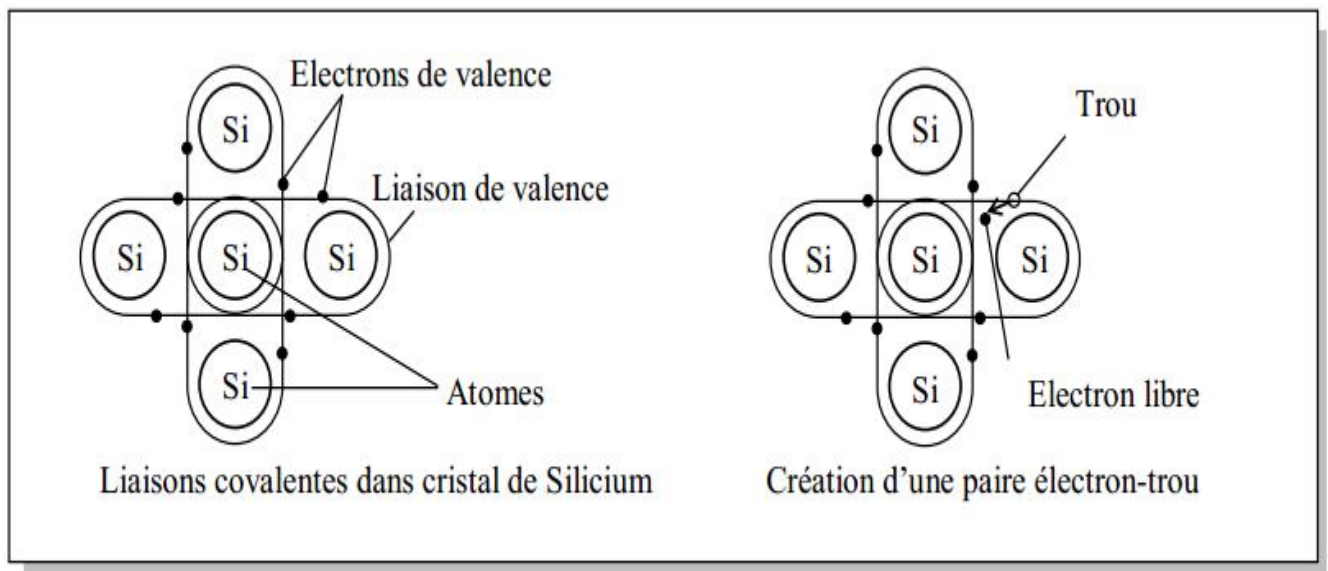 Electrons de valence
Si
Liaison de valence
Si
Si
Si
Si
Atomes
Liaisons covalentes dans cristal de Silicium
Trou
Si
Si
Si
Si
Si
Electron libre
Création d’une paire électron-trou